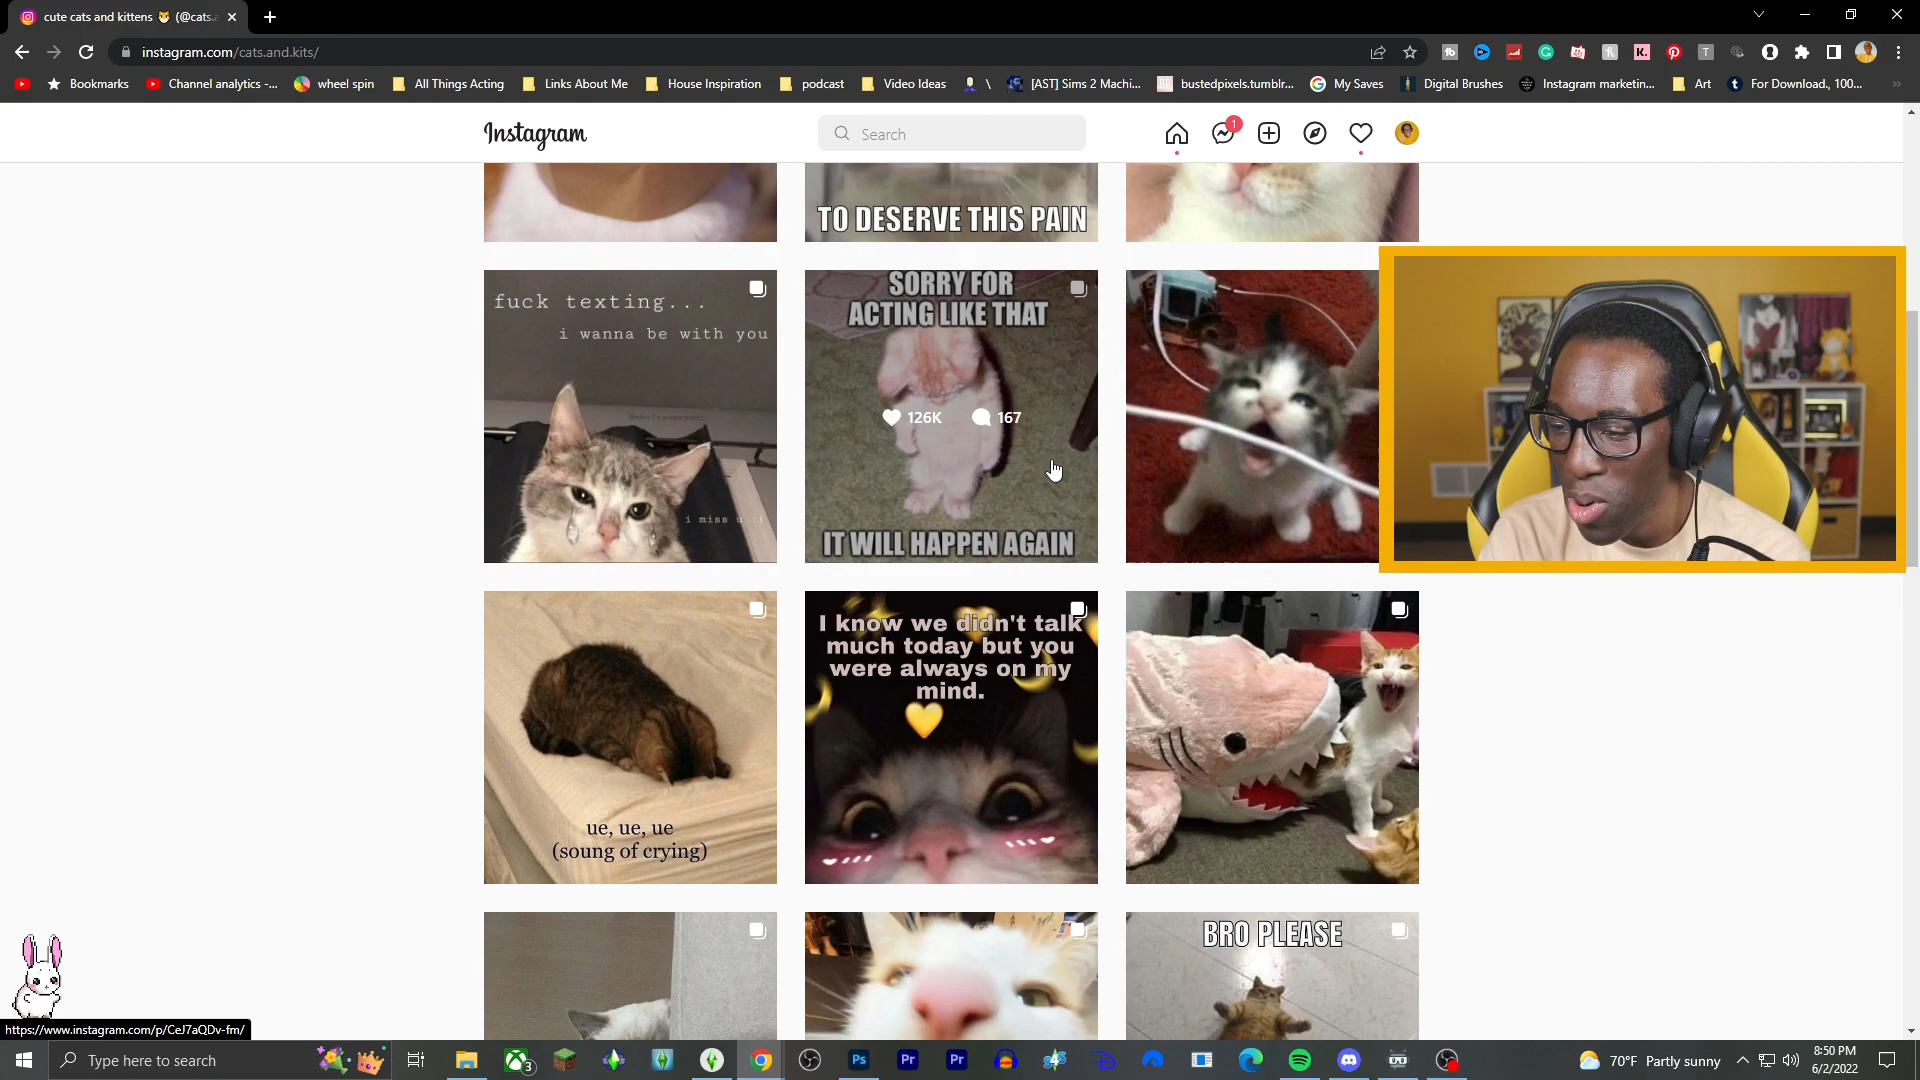 cute cats and kittens 🐱 (@cats.a
instagram.com/cats.and.kits/
Bookmarks
Channel analytics -...
wheel spin
All Things Acting
Links About Me
House Inspiration
podcast
Video Ideas
\
[AST] Sims 2 Machi...
bustedpixels.tumblr...
My Saves
Digital Brushes
Instagram marketin...
Art
For Download., 100...
Instagram
Search
1
TO DESERVE THIS PAIN
fuck texting...
i wanna be with you
SORRY FOR
ACTING LIKE THAT
126K
167
IT WILL HAPPEN AGAIN
ue, ue, ue
(soung of crying)
I know we didn't talk
much today but you
were always on my
mind.
💛
BRO PLEASE
https://www.instagram.com/p/CeJ7aQDv-fm/
Type here to search
3
Ps
Pr
Pr
70°F Partly sunny
8:50 PM
6/2/2022